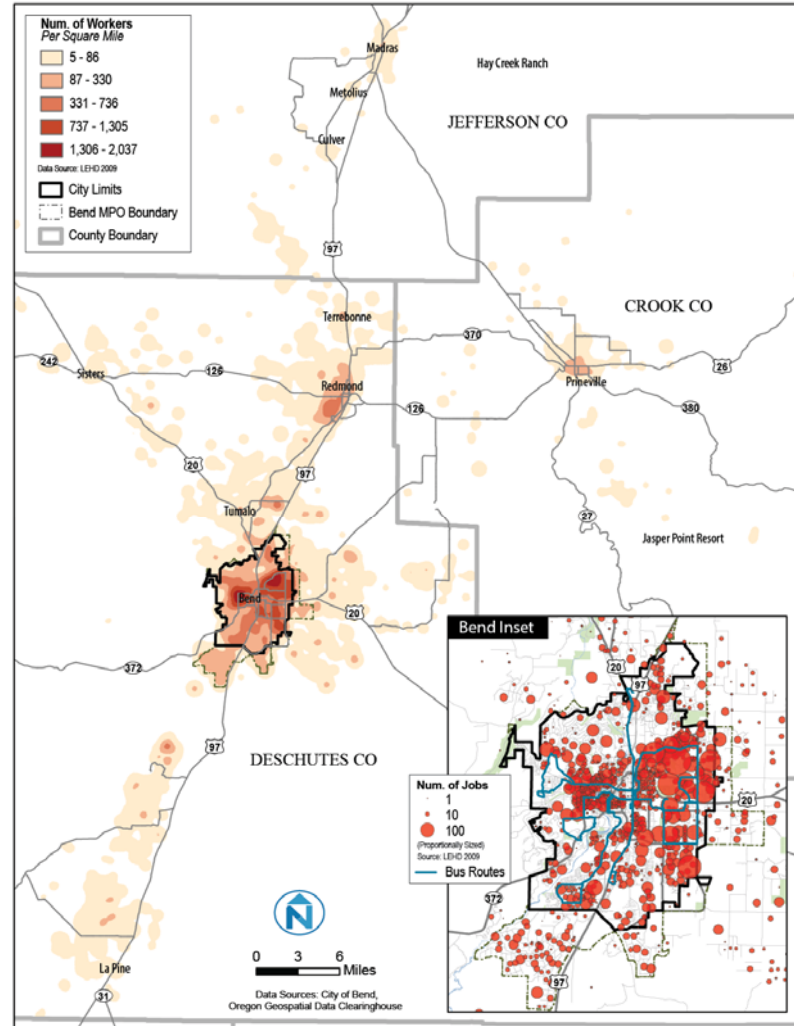 Num. of Workers
Per Square Mile
5 - 86
87 - 330
331 - 736
737 - 1,305
1,306 - 2,037
Data Source: LEHD 2009
City Limits
Bend MPO Boundary
County Boundary
Madras
Hay Creek Ranch
Metolius
JEFFERSON CO
Culver
97
CROOK CO
Terrebonne
370
242
Sisters
126
Redmond
26
Prineville
126
380
20
97
Tumalo
27
Jasper Point Resort
Bend
20
372
97
DESCHUTES CO
La Pine
31
N
0 3 6
Miles
Data Sources: City of Bend,
Oregon Geospatial Data Clearinghouse
Bend Inset
20
97
Num. of Jobs
1
10
100
(Proportionally Sized)
Source: LEHD 2009
Bus Routes
20
372
97